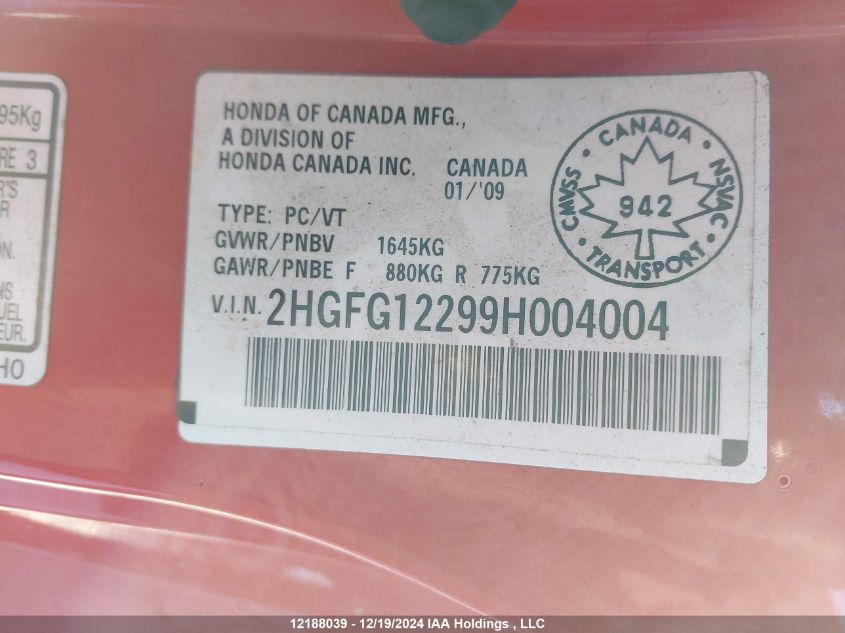 95Kg
RE 3
R'S
R
ON.
NS
UEL
EUR.
HO
HONDA OF CANADA MFG.,
A DIVISION OF
HONDA CANADA INC. CANADA
01/'09
TYPE: PC/VT
GVWR/PNBV 1645KG
GAWR/PNBE F 880KG R 775KG
V.I.N. 2HGFG12299H004004
CANADA
CMVSS
NSVAC
942
TRANSPORT
12188039 - 12/19/2024 IAA Holdings , LLC